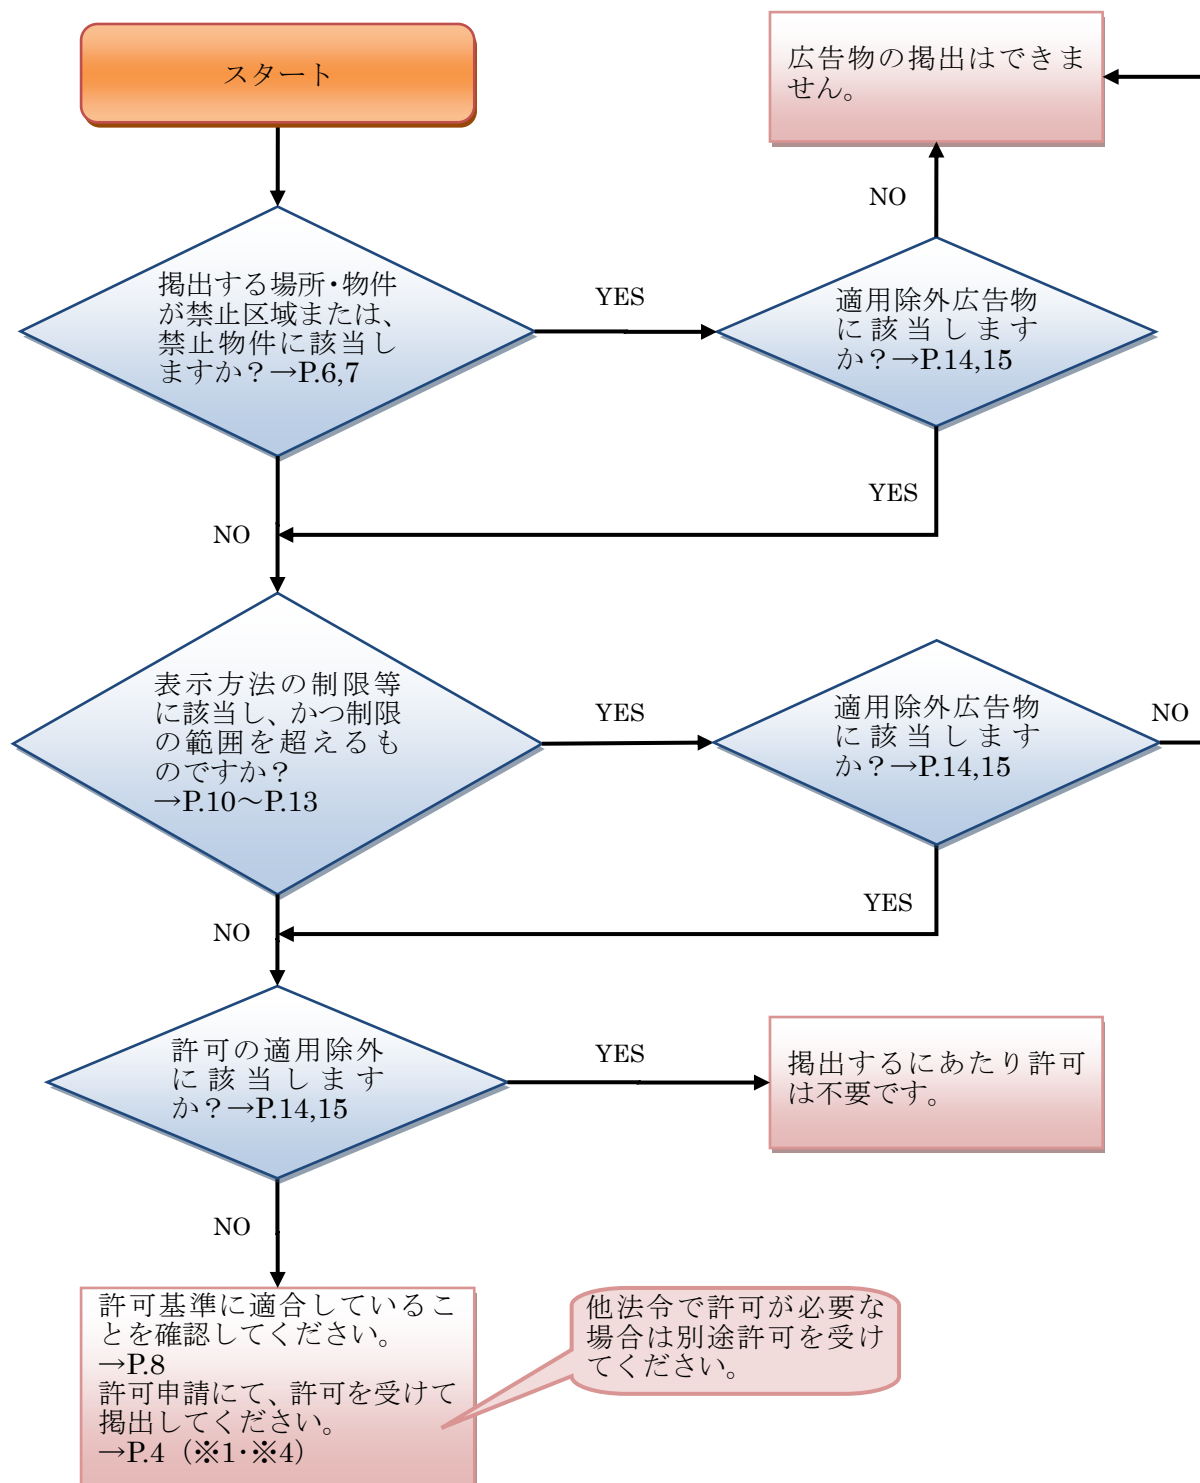 スタート
広告物の掲出はできま
せん。
NO
掲出する場所・物件
が禁止区域または、
禁止物件に該当し
ますか？→P.6,7
YES
適用除外広告物
に該当します
か？→P.14,15
YES
NO
表示方法の制限等
に該当し、かつ制限
の範囲を超えるも
のですか？
→P.10～P.13
YES
適用除外広告物
に該当します
か？→P.14,15
NO
YES
NO
許可の適用除外
に該当します
か？→P.14,15
YES
掲出するにあたり許可
は不要です。
NO
許可基準に適合しているこ
とを確認してください。
→P.8
許可申請にて、許可を受けて
掲出してください。
→P.4（※1・※4）
他法令で許可が必要な
場合は別途許可を受け
てください。